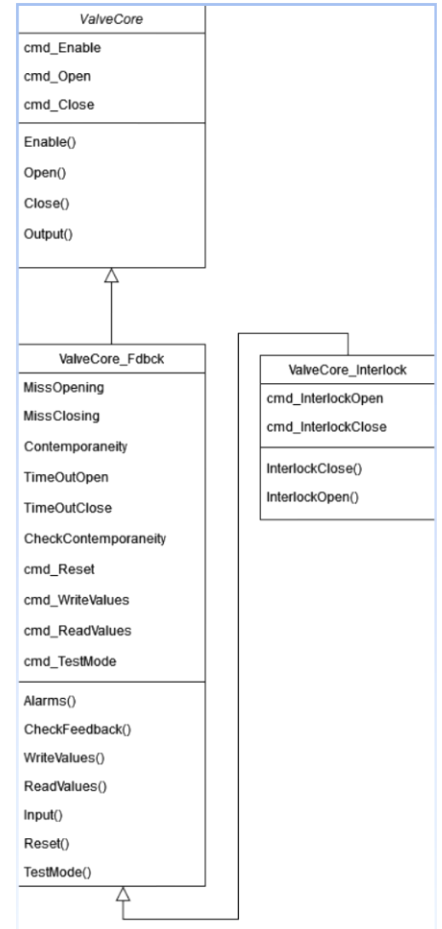 ValveCore
cmd_Enable
cmd_Open
cmd_Close
Enable()
Open()
Close()
Output()
ValveCore_Fdbck
MissOpening
MissClosing
Contemporaneity
TimeOutOpen
TimeOutClose
CheckContemporaneity
cmd_Reset
cmd_WriteValues
cmd_ReadValues
cmd_TestMode
Alarms()
CheckFeedback()
WriteValues()
ReadValues()
Input()
Reset()
TestMode()
ValveCore_Interlock
cmd_InterlockOpen
cmd_InterlockClose
InterlockClose()
InterlockOpen()